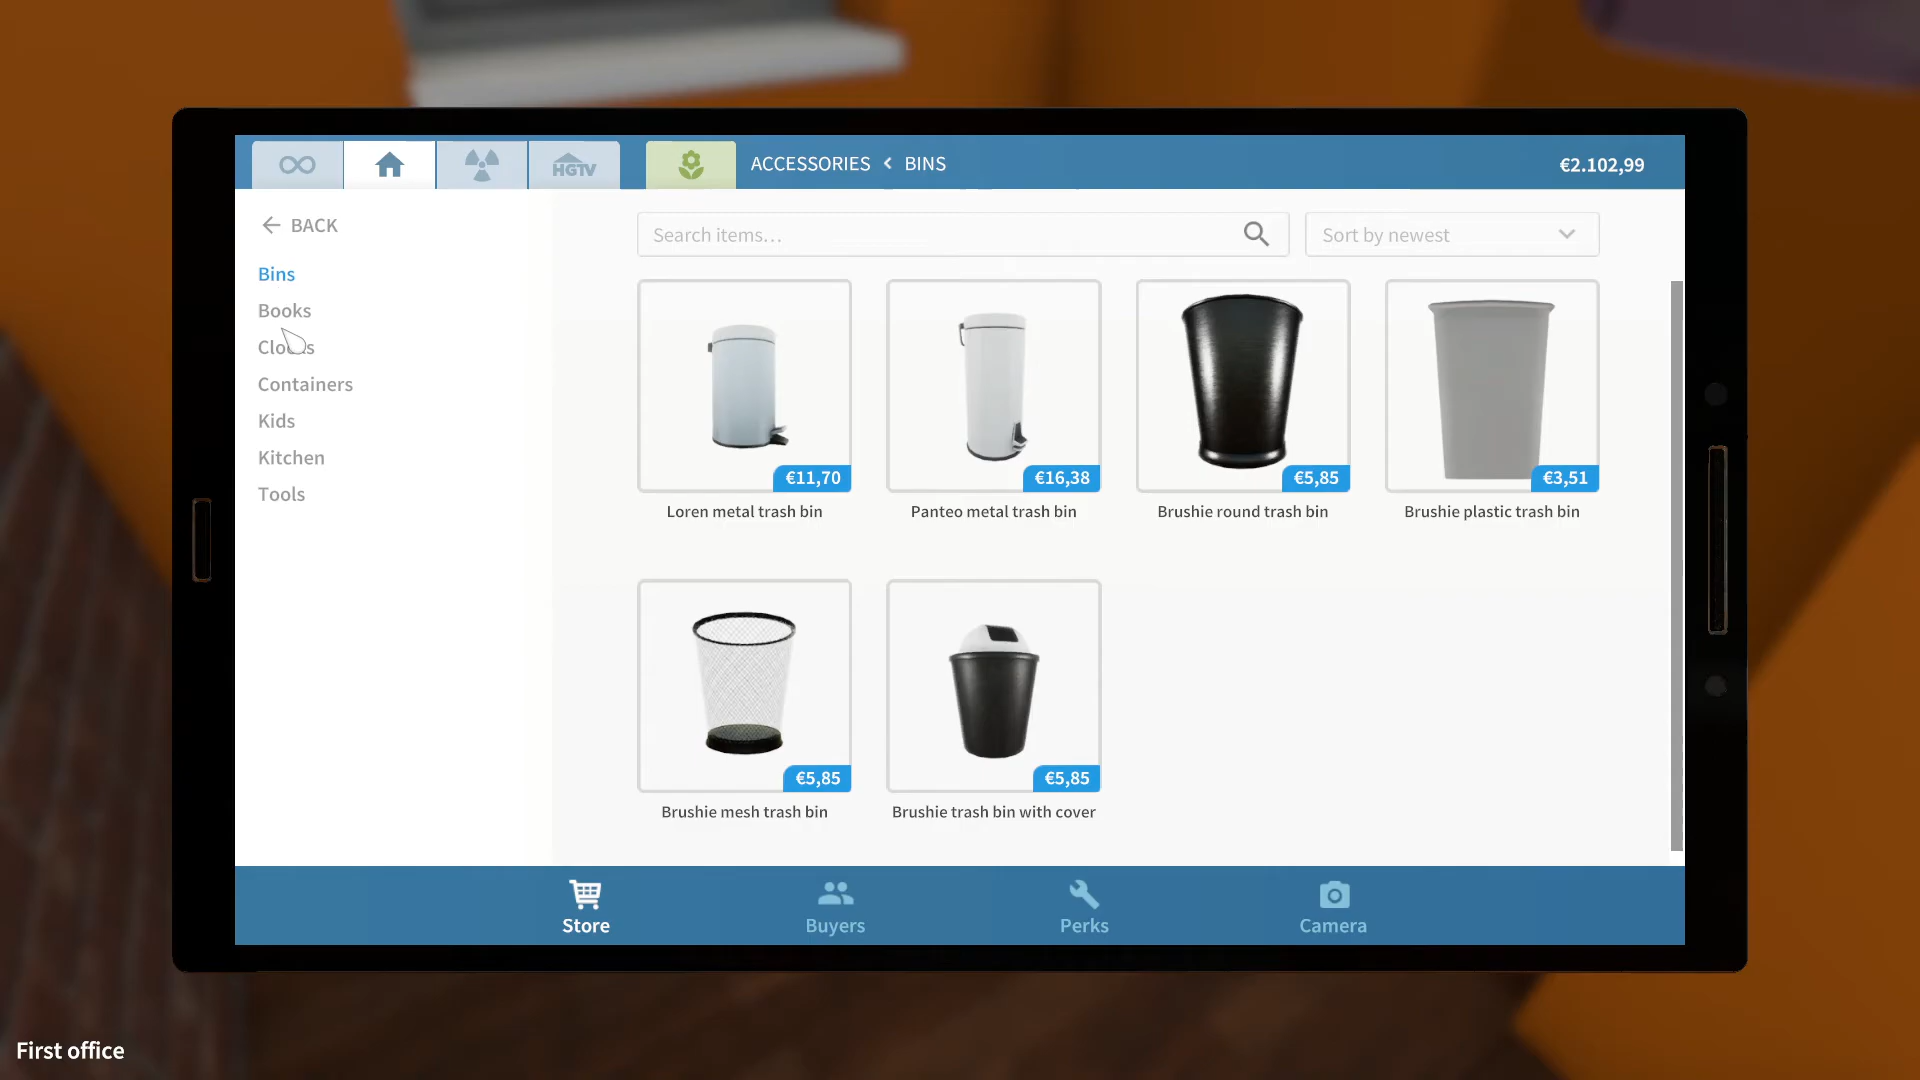 HGTV
ACCESSORIES < BINS
€2.102,99
BACK
Search items...
Sort by newest
Bins
Books
Clocks
Containers
Kids
Kitchen
Tools
€11,70
€16,38
€5,85
€3,51
Loren metal trash bin
Panteo metal trash bin
Brushie round trash bin
Brushie plastic trash bin
€5,85
€5,85
Brushie mesh trash bin
Brushie trash bin with cover
Store
Buyers
Perks
Camera
First office